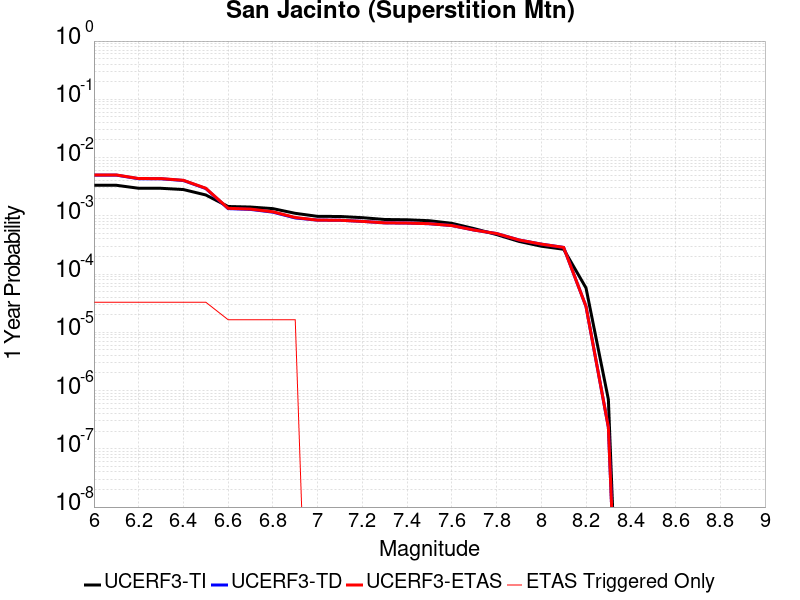 San Jacinto (Superstition Mtn)
10^0
10^-1
10^-2
10^-3
10^-4
10^-5
10^-6
10^-7
10^-8
1 Year Probability
6 6.2 6.4 6.6 6.8 7 7.2 7.4 7.6 7.8 8 8.2 8.4 8.6 8.8 9
Magnitude
UCERF3-TI UCERF3-TD UCERF3-ETAS ETAS Triggered Only